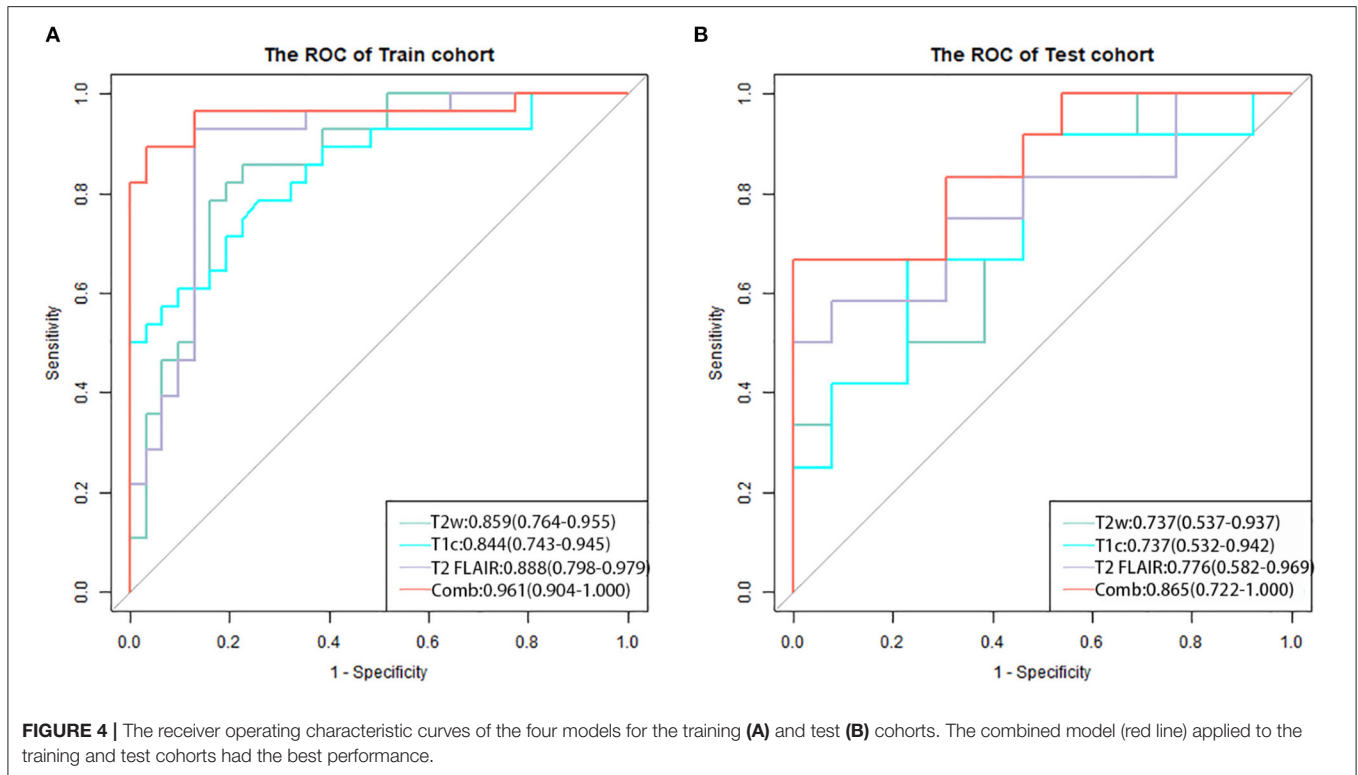 A
The ROC of Train cohort
Sensitivity
1.0
0.8
0.6
0.4
0.2
0.0
T2w:0.859(0.764-0.955)
T1c:0.844(0.743-0.945)
T2 FLAIR:0.888(0.798-0.979)
Comb:0.961(0.904-1.000)
0.0 0.2 0.4 0.6 0.8 1.0
1 - Specificity
B
The ROC of Test cohort
Sensitivity
1.0
0.8
0.6
0.4
0.2
0.0
T2w:0.737(0.537-0.937)
T1c:0.737(0.532-0.942)
T2 FLAIR:0.776(0.582-0.969)
Comb:0.865(0.722-1.000)
0.0 0.2 0.4 0.6 0.8 1.0
1 - Specificity
FIGURE 4 | The receiver operating characteristic curves of the four models for the training (A) and test (B) cohorts. The combined model (red line) applied to the
training and test cohorts had the best performance.